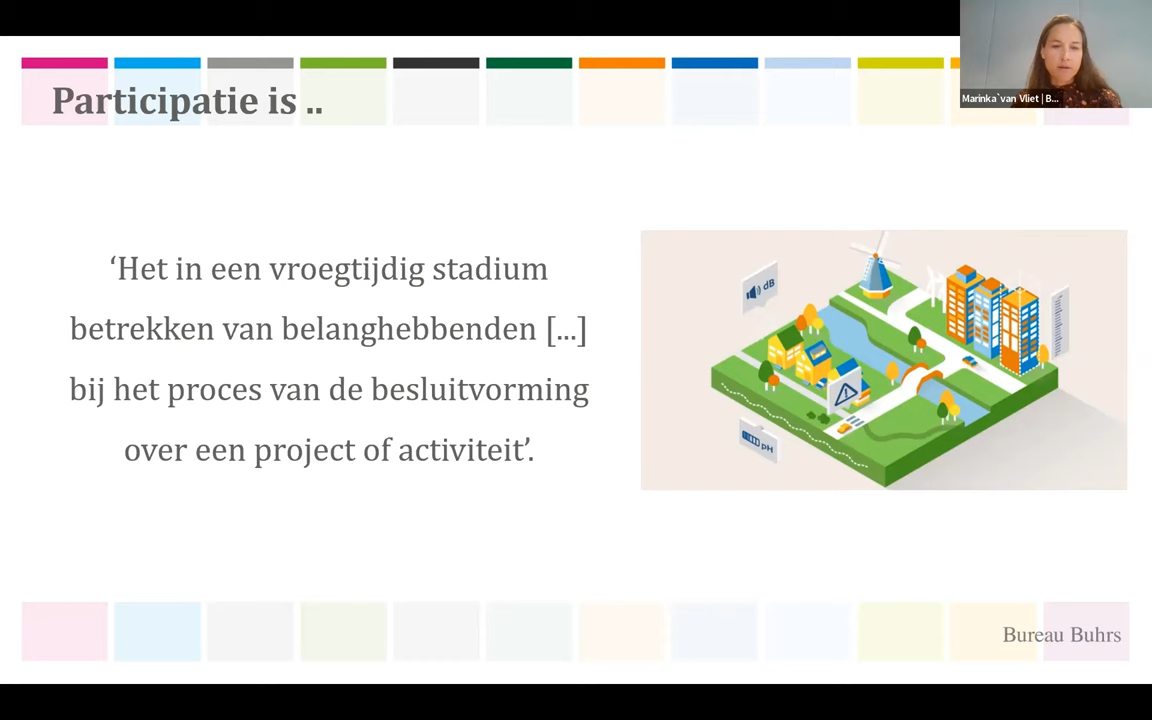 Participatie is ..
Marinka`van Vliet | B...
‘Het in een vroegtijdig stadium
betrekken van belanghebbenden [...]
bij het proces van de besluitvorming
over een project of activiteit’.
dB
pH
Bureau Buhrs